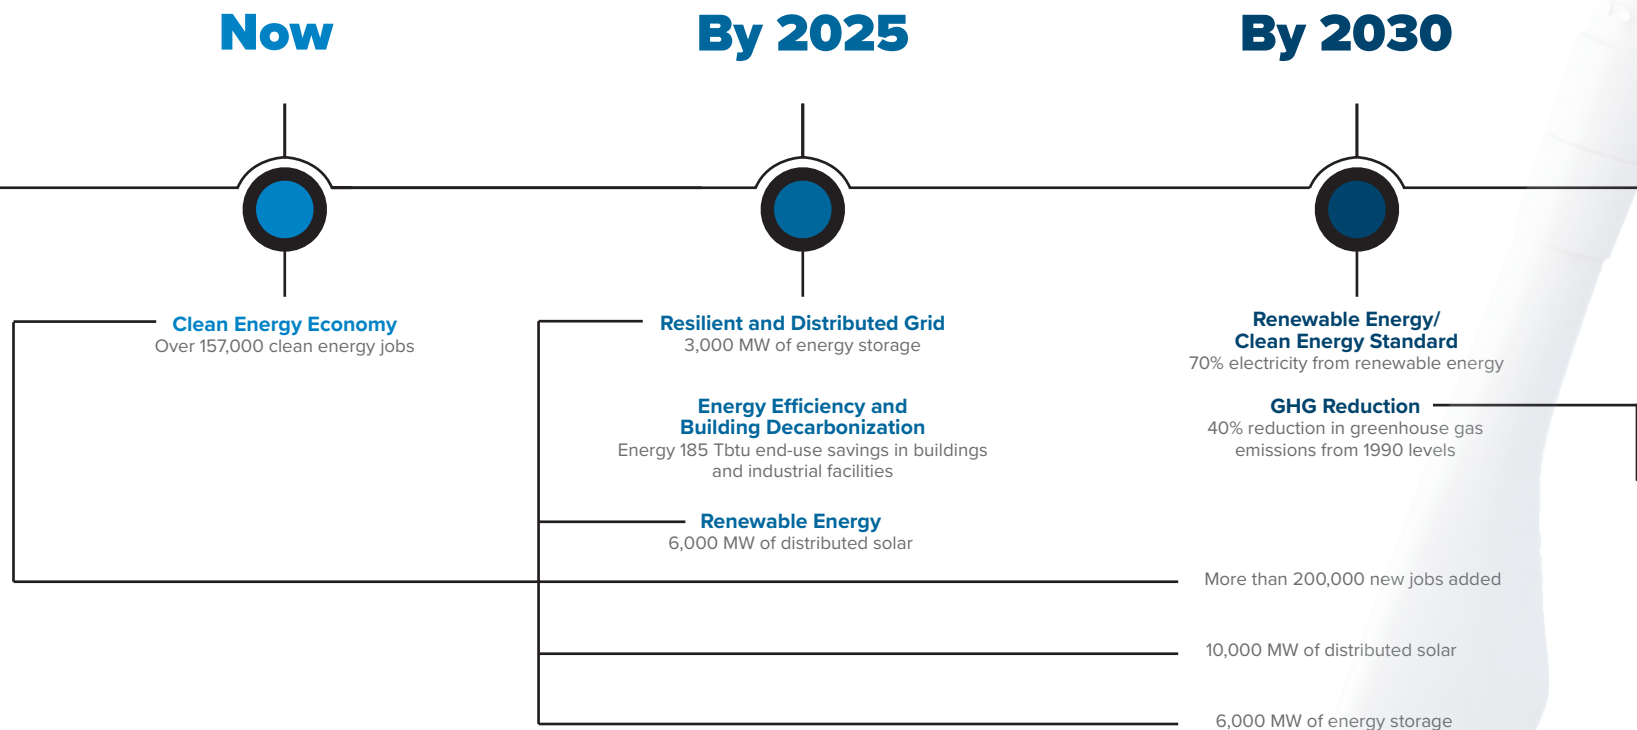 Now
By 2025
By 2030
Clean Energy Economy
Over 157,000 clean energy jobs
Resilient and Distributed Grid
3,000 MW of energy storage
Energy Efficiency and
Building Decarbonization
Energy 185 Tbtu end-use savings in buildings
and industrial facilities
Renewable Energy
6,000 MW of distributed solar
Renewable Energy/
Clean Energy Standard
70% electricity from renewable energy
GHG Reduction
40% reduction in greenhouse gas
emissions from 1990 levels
More than 200,000 new jobs added
10,000 MW of distributed solar
6,000 MW of energy storage